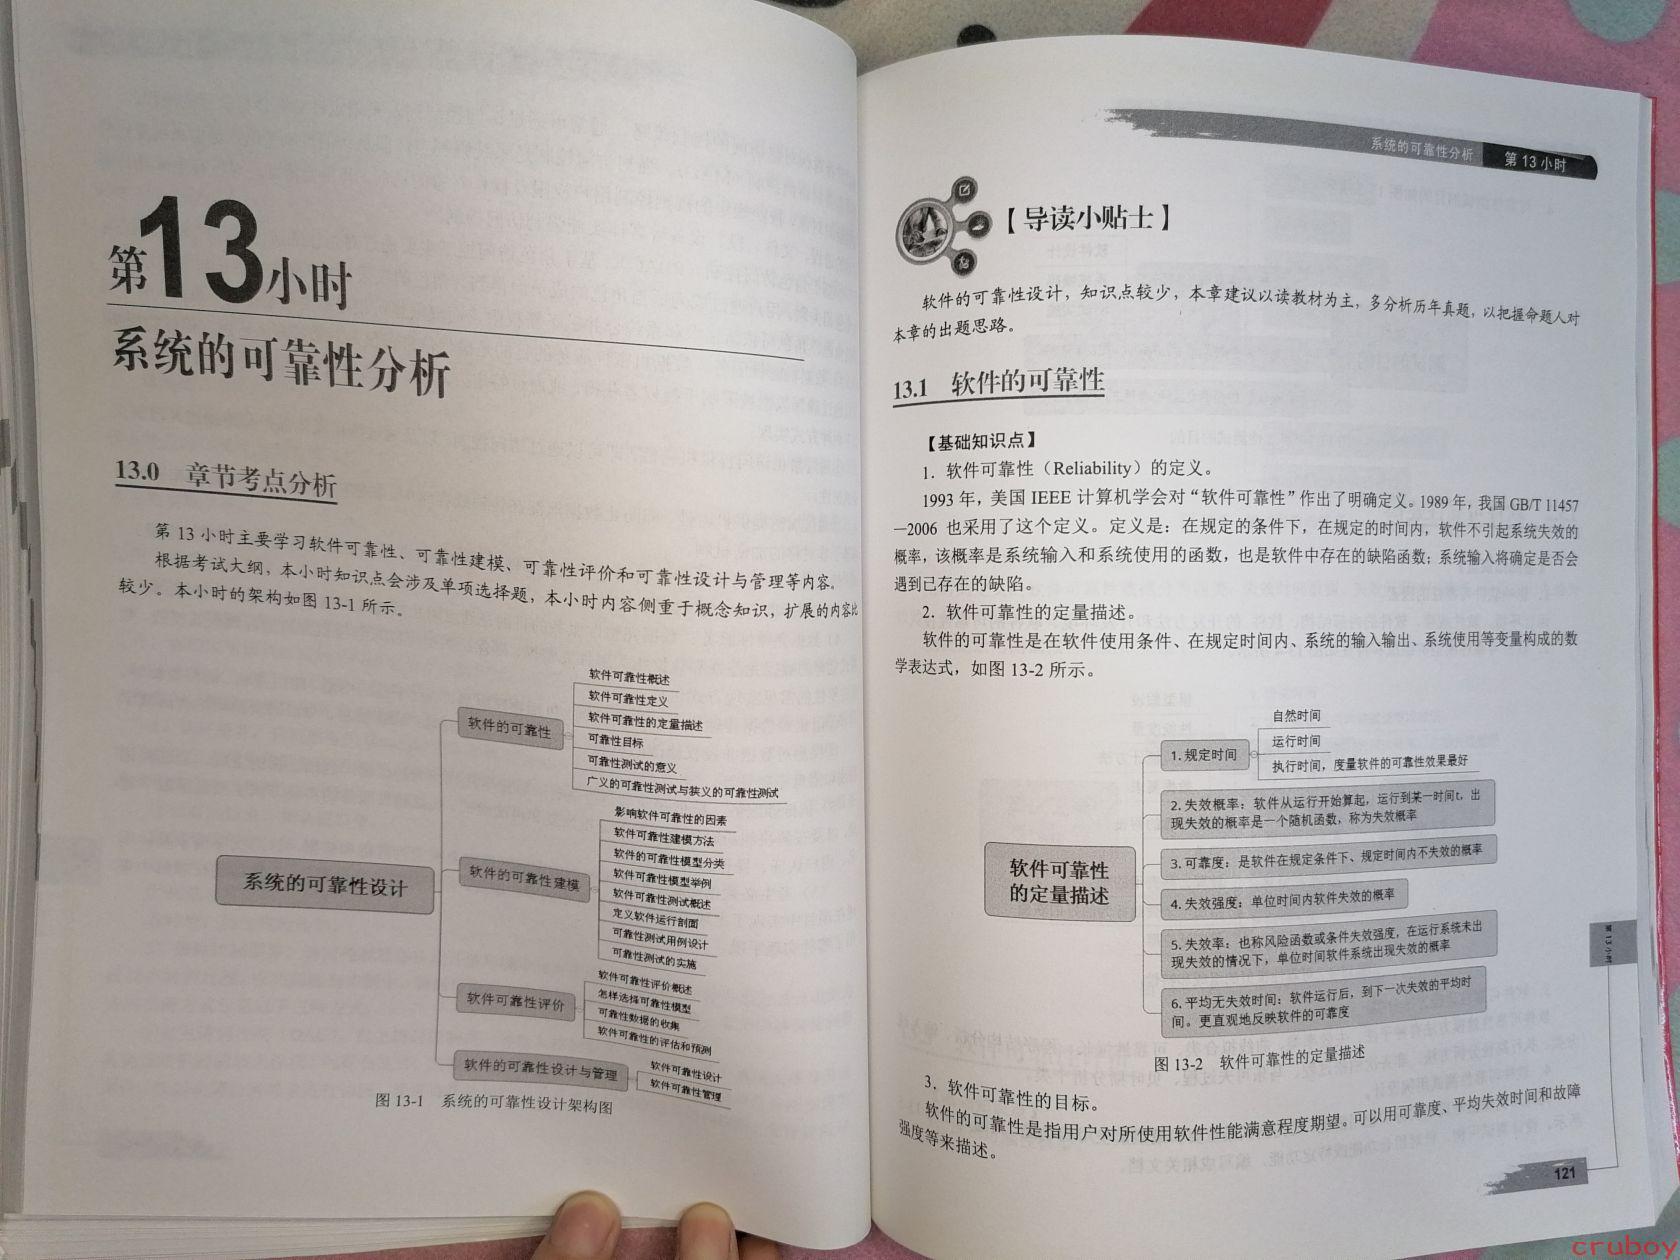 第13小时
系统的可靠性分析
13.0 章节考点分析
第 13 小时主要学习软件可靠性、可靠性建模、可靠性评价和可靠性设计与管理等内容。
根据考试大纲，本小时知识点会涉及单项选择题，本小时内容侧重于概念知识，扩展的内容比
较少。本小时的架构如图 13-1 所示。
系统的可靠性设计
软件的可靠性
软件可靠性概述
软件可靠性定义
软件可靠性的定量描述
可靠性目标
可靠性测试的意义
广义的可靠性测试与狭义的可靠性测试
软件的可靠性建模
影响软件可靠性的因素
软件可靠性建模方法
软件的可靠性模型分类
软件可靠性模型举例
软件可靠性测试概述
定义软件运行剖面
可靠性测试用例设计
可靠性测试的实施
软件可靠性评价
软件可靠性评价概述
怎样选择可靠性模型
可靠性数据的收集
软件可靠性的评估和预测
软件的可靠性设计与管理
软件可靠性设计
软件可靠性管理
图 13-1 系统的可靠性设计架构图
系统的可靠性分析 第 13 小时
【导读小贴士】
软件的可靠性设计，知识点较少，本章建议以读教材为主，多分析历年真题，以把握命题人对
本章的出题思路。
13.1 软件的可靠性
【基础知识点】
1．软件可靠性（Reliability）的定义。
1993 年，美国 IEEE 计算机学会对“软件可靠性”作出了明确定义。1989 年，我国 GB/T 11457
—2006 也采用了这个定义。定义是：在规定的条件下，在规定的时间内，软件不引起系统失效的
概率，该概率是系统输入和系统使用的函数，也是软件中存在的缺陷函数；系统输入将确定是否会
遇到已存在的缺陷。
2．软件可靠性的定量描述。
软件的可靠性是在软件使用条件、在规定时间内、系统的输入输出、系统使用等变量构成的数
学表达式，如图 13-2 所示。
软件可靠性
的定量描述
1.规定时间
自然时间
运行时间
执行时间，度量软件的可靠性效果最好
2.失效概率：软件从运行开始算起，运行到某一时间t，出
现失效的概率是一个随机函数，称为失效概率
3.可靠度：是软件在规定条件下、规定时间内不失效的概率
4.失效强度：单位时间内软件失效的概率
5.失效率：也称风险函数或条件失效强度，在运行系统未出
现失效的情况下，单位时间软件系统出现失效的概率
6.平均无失效时间：软件运行后，到下一次失效的平均时
间。更直观地反映软件的可靠度
图 13-2 软件可靠性的定量描述
3．软件可靠性的目标。
软件的可靠性是指用户对所使用软件性能满意程度期望。可以用可靠度、平均失效时间和故障
强度等来描述。
第13小时
121
cruboy